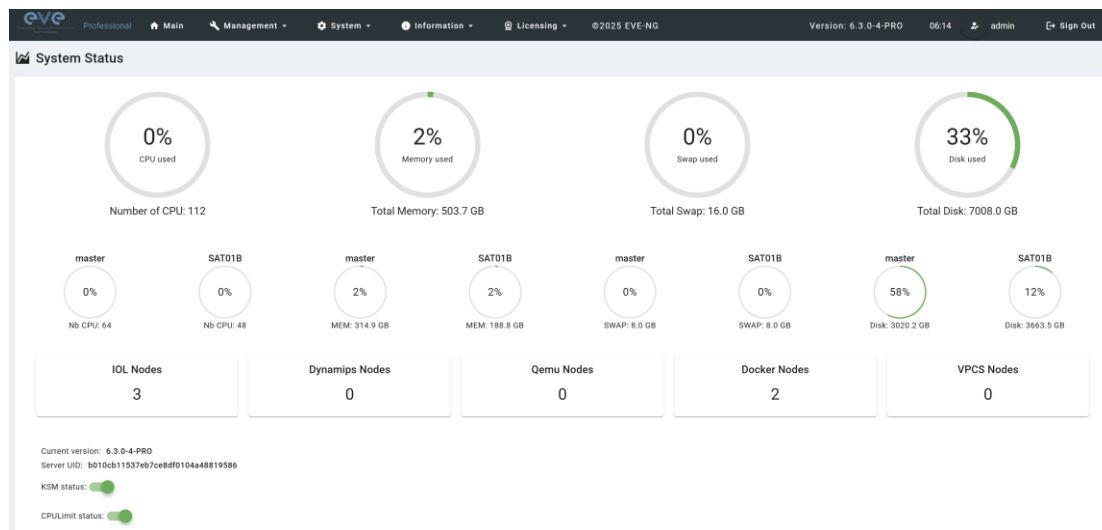 eve Professional Main Management System Information Licensing ©2025 EVE-NG Version: 6.3.0-4-PRO 06:14 admin Sign Out
System Status
0% 2% 0% 33%
CPU used Memory used Swap used Disk used
Number of CPU: 112 Total Memory: 503.7 GB Total Swap: 16.0 GB Total Disk: 7008.0 GB
master SAT01B master SAT01B master SAT01B master SAT01B
0% 0% 2% 2% 0% 0% 58% 12%
Nb CPU: 64 Nb CPU: 48 MEM: 314.9 GB MEM: 188.8 GB SWAP: 8.0 GB SWAP: 8.0 GB Disk: 3020.2 GB Disk: 3663.5 GB
IOL Nodes Dynamips Nodes Qemu Nodes Docker Nodes VPCS Nodes
3 0 0 2 0
Current version: 6.3.0-4-PRO
Server UID: b010cb11537eb7ce8df0104a48819586
KSM status:
CPULimit status: